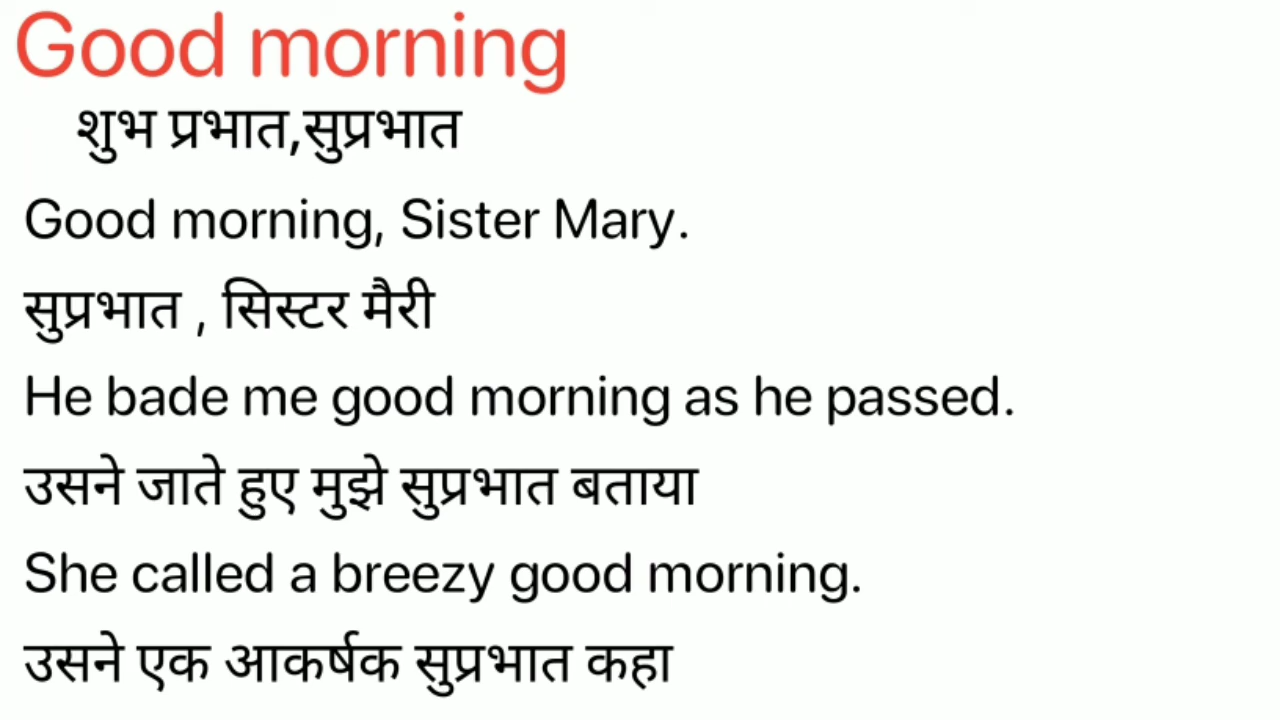 Good morning
शुभ प्रभात,सुप्रभात
Good morning, Sister Mary.
सुप्रभात , सिस्टर मैरी
He bade me good morning as he passed.
उसने जाते हुए मुझे सुप्रभात बताया
She called a breezy good morning.
उसने एक आकर्षक सुप्रभात कहा